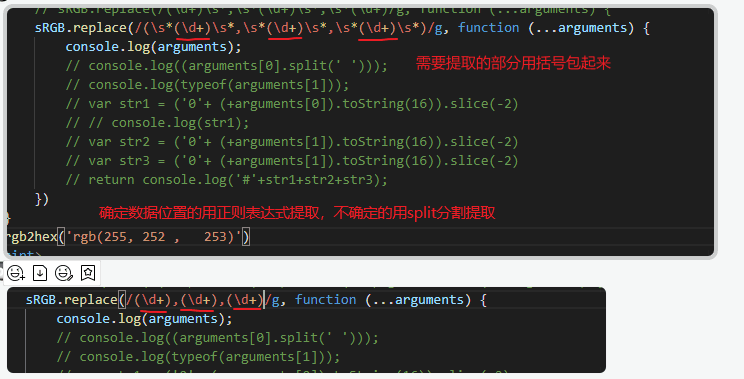 // sRGB.replace(/(\d+)\s*,\s*(\d+)\s*,\s*(\d+)/g, function (...arguments) {
sRGB.replace(/(\s*(\d+)\s*,\s*(\d+)\s*,\s*(\d+)\s*)/g, function (...arguments) {
console.log(arguments);
// console.log((arguments[0].split(' ')));
需要提取的部分用括号包起来
// console.log(typeof(arguments[1]));
// var str1 = ('0'+ (+arguments[0]).toString(16)).slice(-2)
// // console.log(str1);
// var str2 = ('0'+ (+arguments[1]).toString(16)).slice(-2)
// var str3 = ('0'+ (+arguments[1]).toString(16)).slice(-2)
// return console.log('#'+str1+str2+str3);
})
确定数据位置的用正则表达式提取，不确定的用split分割提取
}
rgb2hex('rgb(255, 252 ,   253)')
sRGB.replace(/(\d+),(\d+),(\d+)/g, function (...arguments) {
console.log(arguments);
// console.log((arguments[0].split(' ')));
// console.log(typeof(arguments[1]));